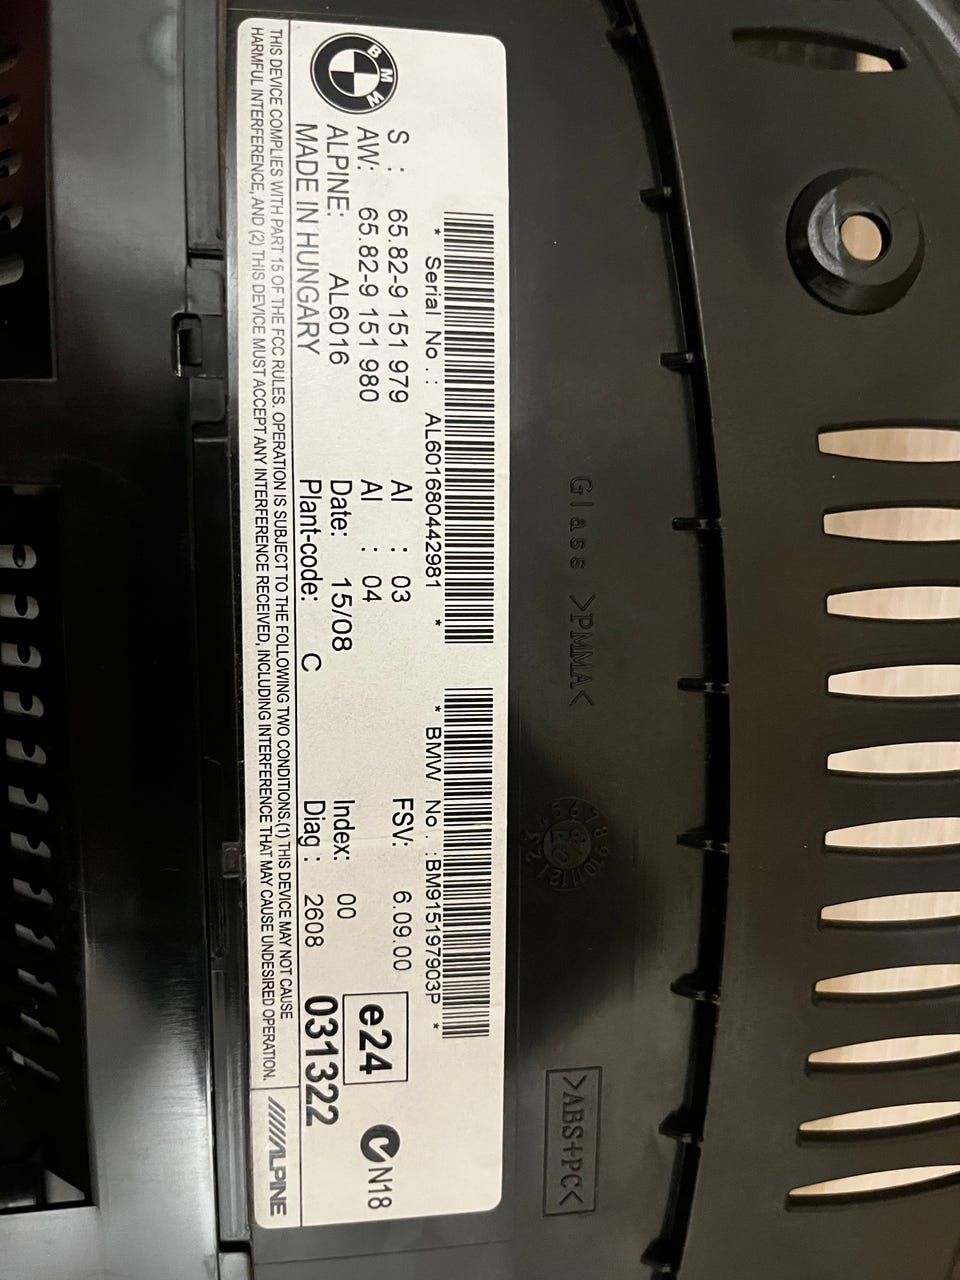 * Serial No.: AL60168044298​1 * * BMW No.:BM915197903P *
BMW
S : 65.82-9 151 979 AI : 03 FSV: 6.09.00
AW: 65.82-9 151 980 AI : 04
ALPINE: AL6016 Date: 15/08 Index: 00
MADE IN HUNGARY Plant-code: C Diag: 2608
e24
031322
N18
THIS DEVICE COMPLIES WITH PART 15 OF THE FCC RULES. OPERATION IS SUBJECT TO THE FOLLOWING TWO CONDITIONS.(1) THIS DEVICE MAY NOT CAUSE
HARMFUL INTERFERENCE, AND (2) THIS DEVICE MUST ACCEPT ANY INTERFERENCE RECEIVED, INCLUDING INTERFERENCE THAT MAY CAUSE UNDESIRED OPERATION.
ALPINE
Glass >PMMA<
>ABS+PC<